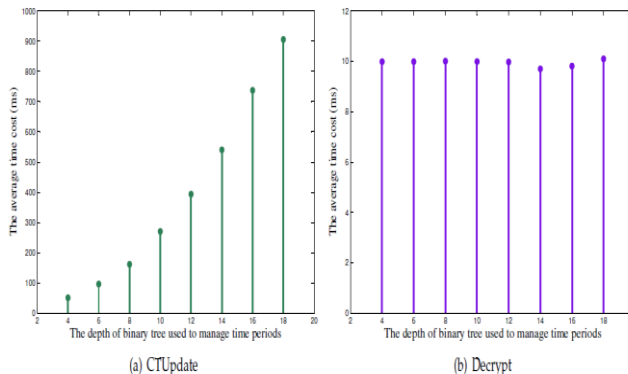 The average time cost (ms)
1000
900
800
700
600
500
400
300
200
100
0
2 4 6 8 10 12 14 16 18 20
The depth of binary tree used to manage time periods
(a) CTUpdate
The average time cost (ms)
12
10
8
6
4
2
0
2 4 6 8 10 12 14 16 18
The depth of binary tree used to manage time periods
(b) Decrypt